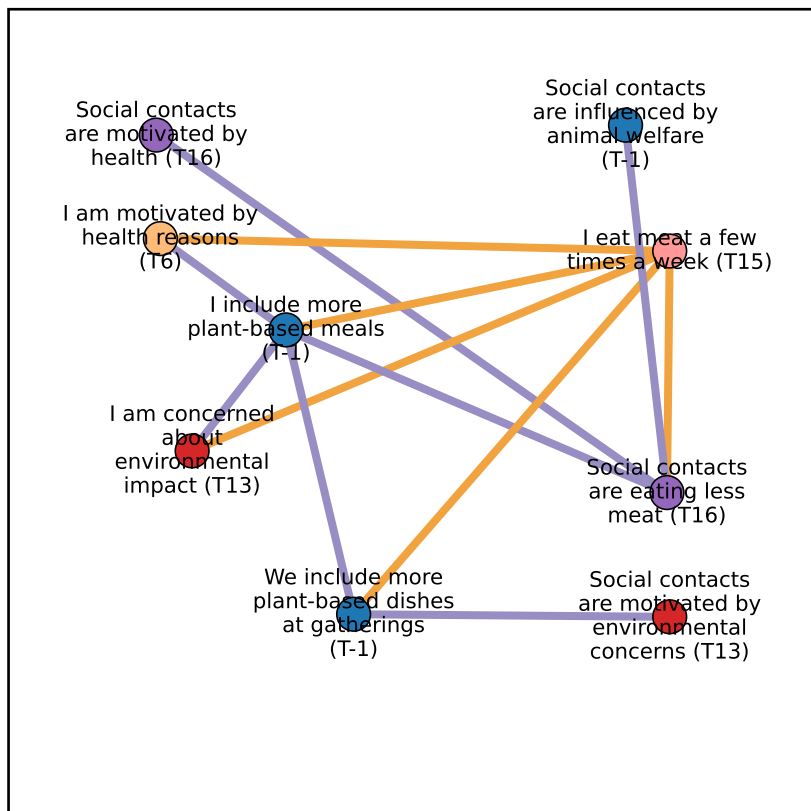 Social contacts
are motivated by
health (T16)
Social contacts
are influenced by
animal welfare
(T-1)
I am motivated by
health reasons
(T6)
I eat meat a few
times a week (T15)
I include more
plant-based meals
(T-1)
I am concerned
about
environmental
impact (T13)
Social contacts
are eating less
meat (T16)
We include more
plant-based dishes
at gatherings
(T-1)
Social contacts
are motivated by
environmental
concerns (T13)